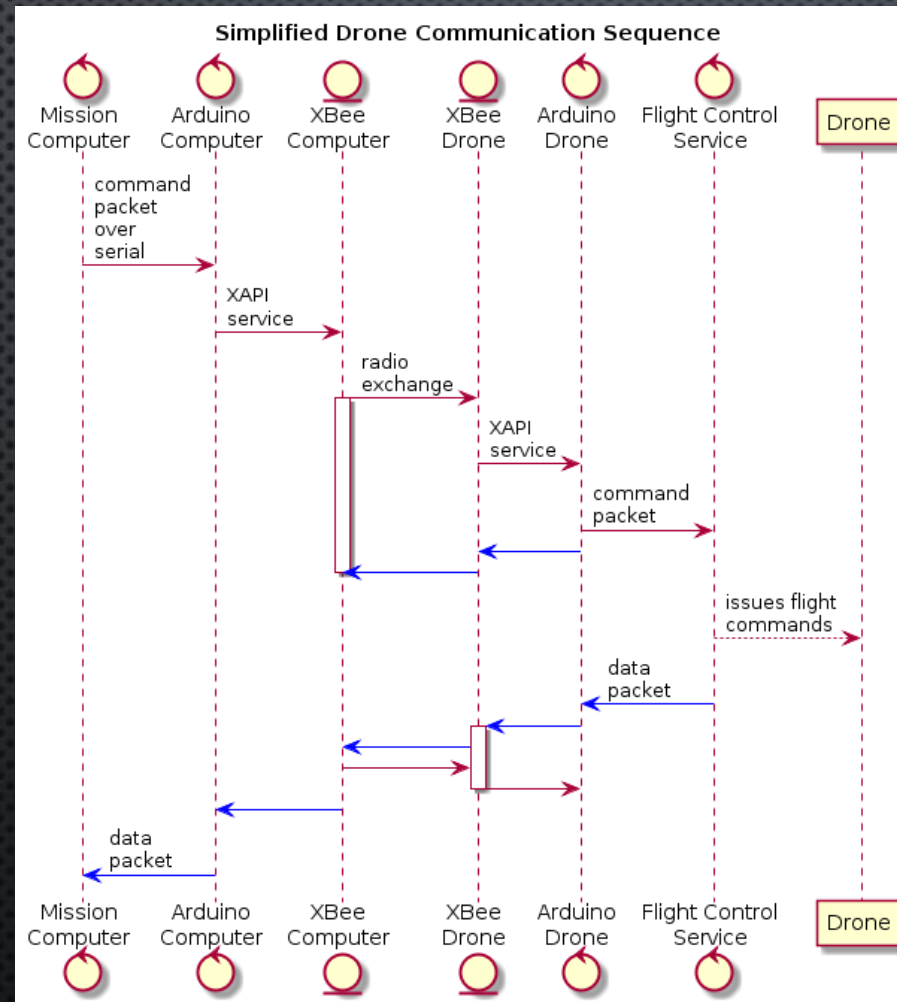 Simplified Drone Communication Sequence
Mission
Computer
Arduino
Computer
XBee
Computer
XBee
Drone
Arduino
Drone
Flight Control
Service
Drone
command
packet
over
serial
XAPI
service
radio
exchange
XAPI
service
command
packet
issues flight
commands
data
packet
data
packet
Mission
Computer
Arduino
Computer
XBee
Computer
XBee
Drone
Arduino
Drone
Flight Control
Service
Drone